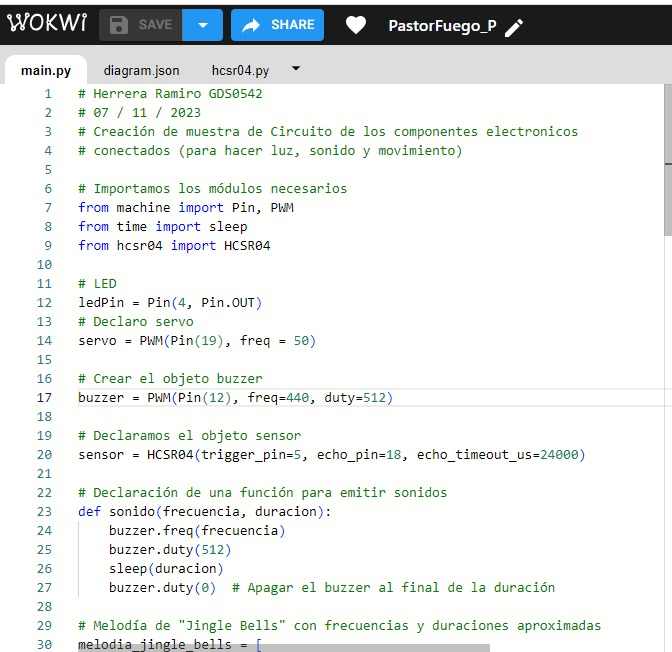 WOKWI SAVE SHARE PastorFuego_P
main.py diagram.json hcsr04.py
1 # Herrera Ramiro GDS0542
2 # 07 / 11 / 2023
3 # Creación de muestra de Circuito de los componentes electronicos
4 # conectados (para hacer luz, sonido y movimiento)
5
6 # Importamos los módulos necesarios
7 from machine import Pin, PWM
8 from time import sleep
9 from hcsr04 import HCSR04
10
11 # LED
12 ledPin = Pin(4, Pin.OUT)
13 # Declaro servo
14 servo = PWM(Pin(19), freq = 50)
15
16 # Crear el objeto buzzer
17 buzzer = PWM(Pin(12), freq=440, duty=512)
18
19 # Declaramos el objeto sensor
20 sensor = HCSR04(trigger_pin=5, echo_pin=18, echo_timeout_us=24000)
21
22 # Declaración de una función para emitir sonidos
23 def sonido(frecuencia, duracion):
24     buzzer.freq(frecuencia)
25     buzzer.duty(512)
26     sleep(duracion)
27     buzzer.duty(0)  # Apagar el buzzer al final de la duración
28
29 # Melodía de "Jingle Bells" con frecuencias y duraciones aproximadas
30 melodia_jingle_bells = [